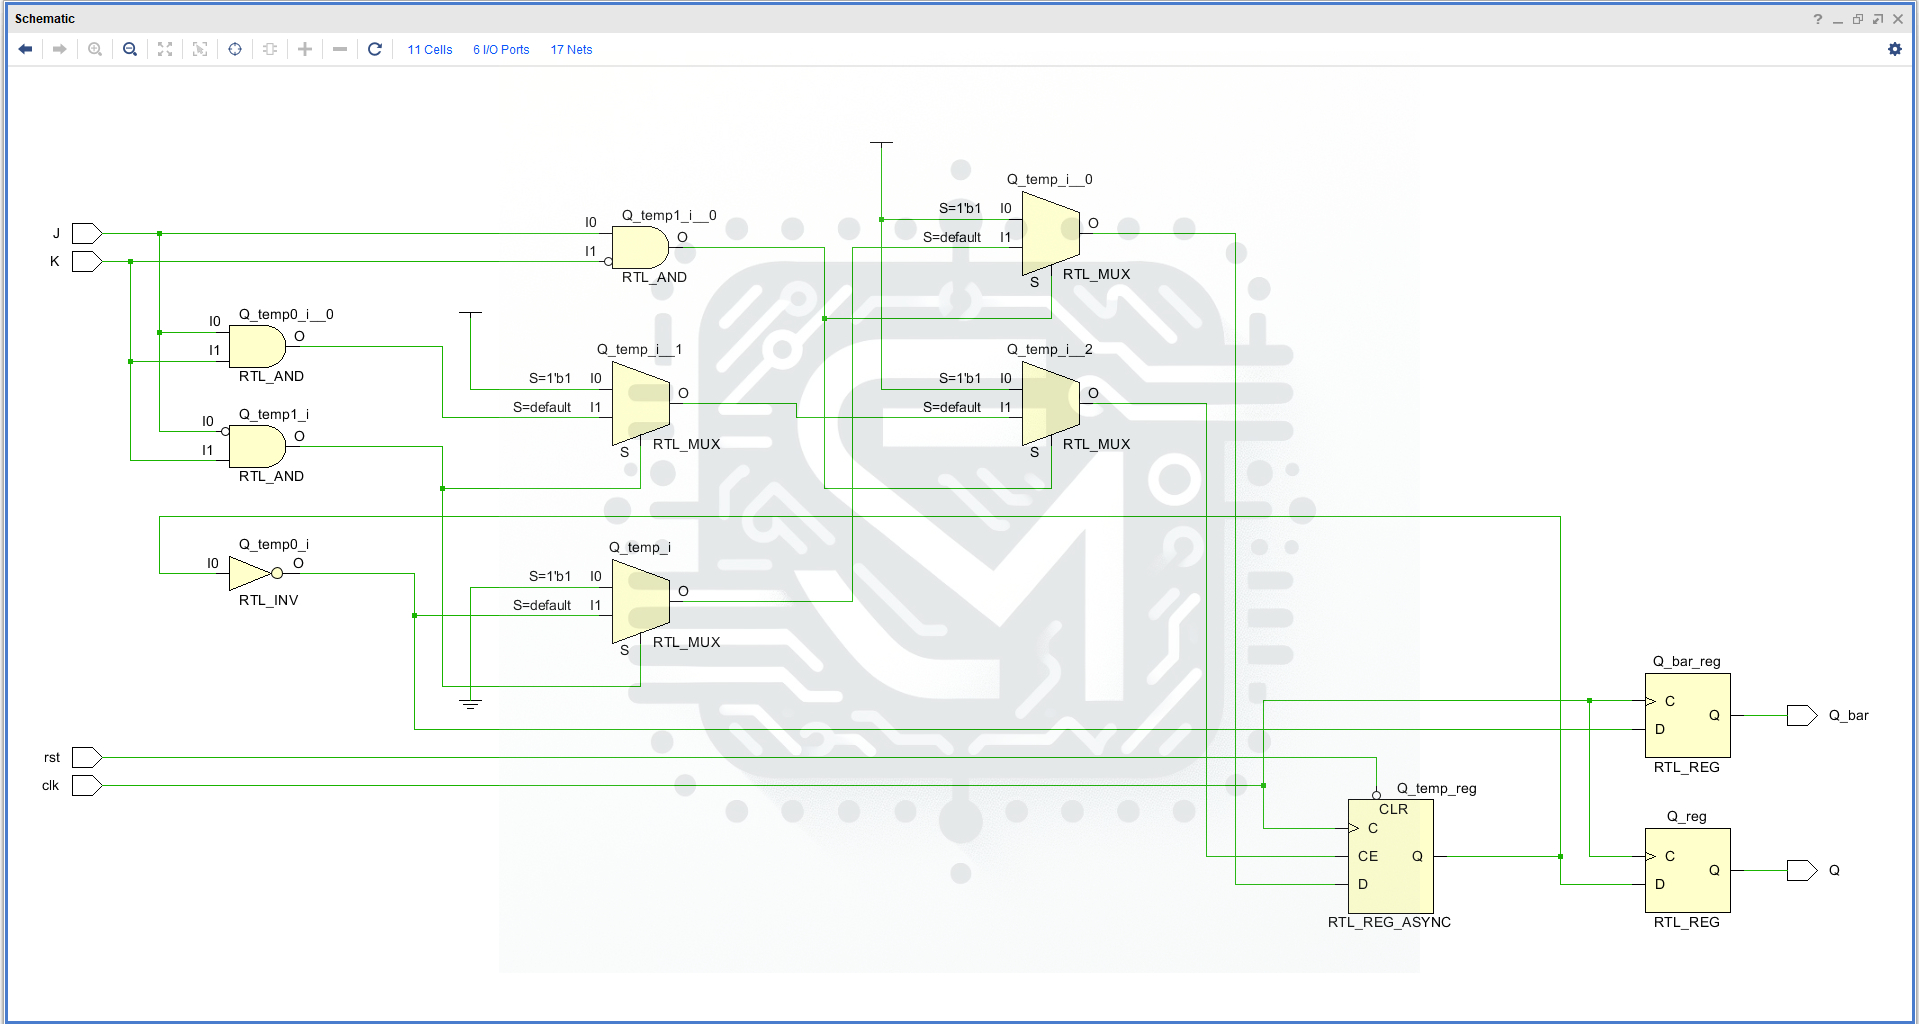 Schematic
11 Cells 6 I/O Ports 17 Nets
Q_temp_i__0
S=1'b1 I0
S=default I1
O
S
RTL_MUX
J
K
Q_temp1_i__0
I0
I1
O
RTL_AND
Q_temp0_i__0
I0
I1
O
RTL_AND
Q_temp_i__1
S=1'b1 I0
S=default I1
O
S
RTL_MUX
Q_temp_i__2
S=1'b1 I0
S=default I1
O
S
RTL_MUX
Q_temp1_i
I0
I1
O
RTL_AND
Q_temp0_i
I0
O
RTL_INV
Q_temp_i
S=1'b1 I0
S=default I1
O
S
RTL_MUX
Q_bar_reg
C
D
Q
RTL_REG
Q_bar
rst
clk
Q_temp_reg
CLR
C
CE
D
Q
RTL_REG_ASYNC
Q_reg
C
D
Q
RTL_REG
Q